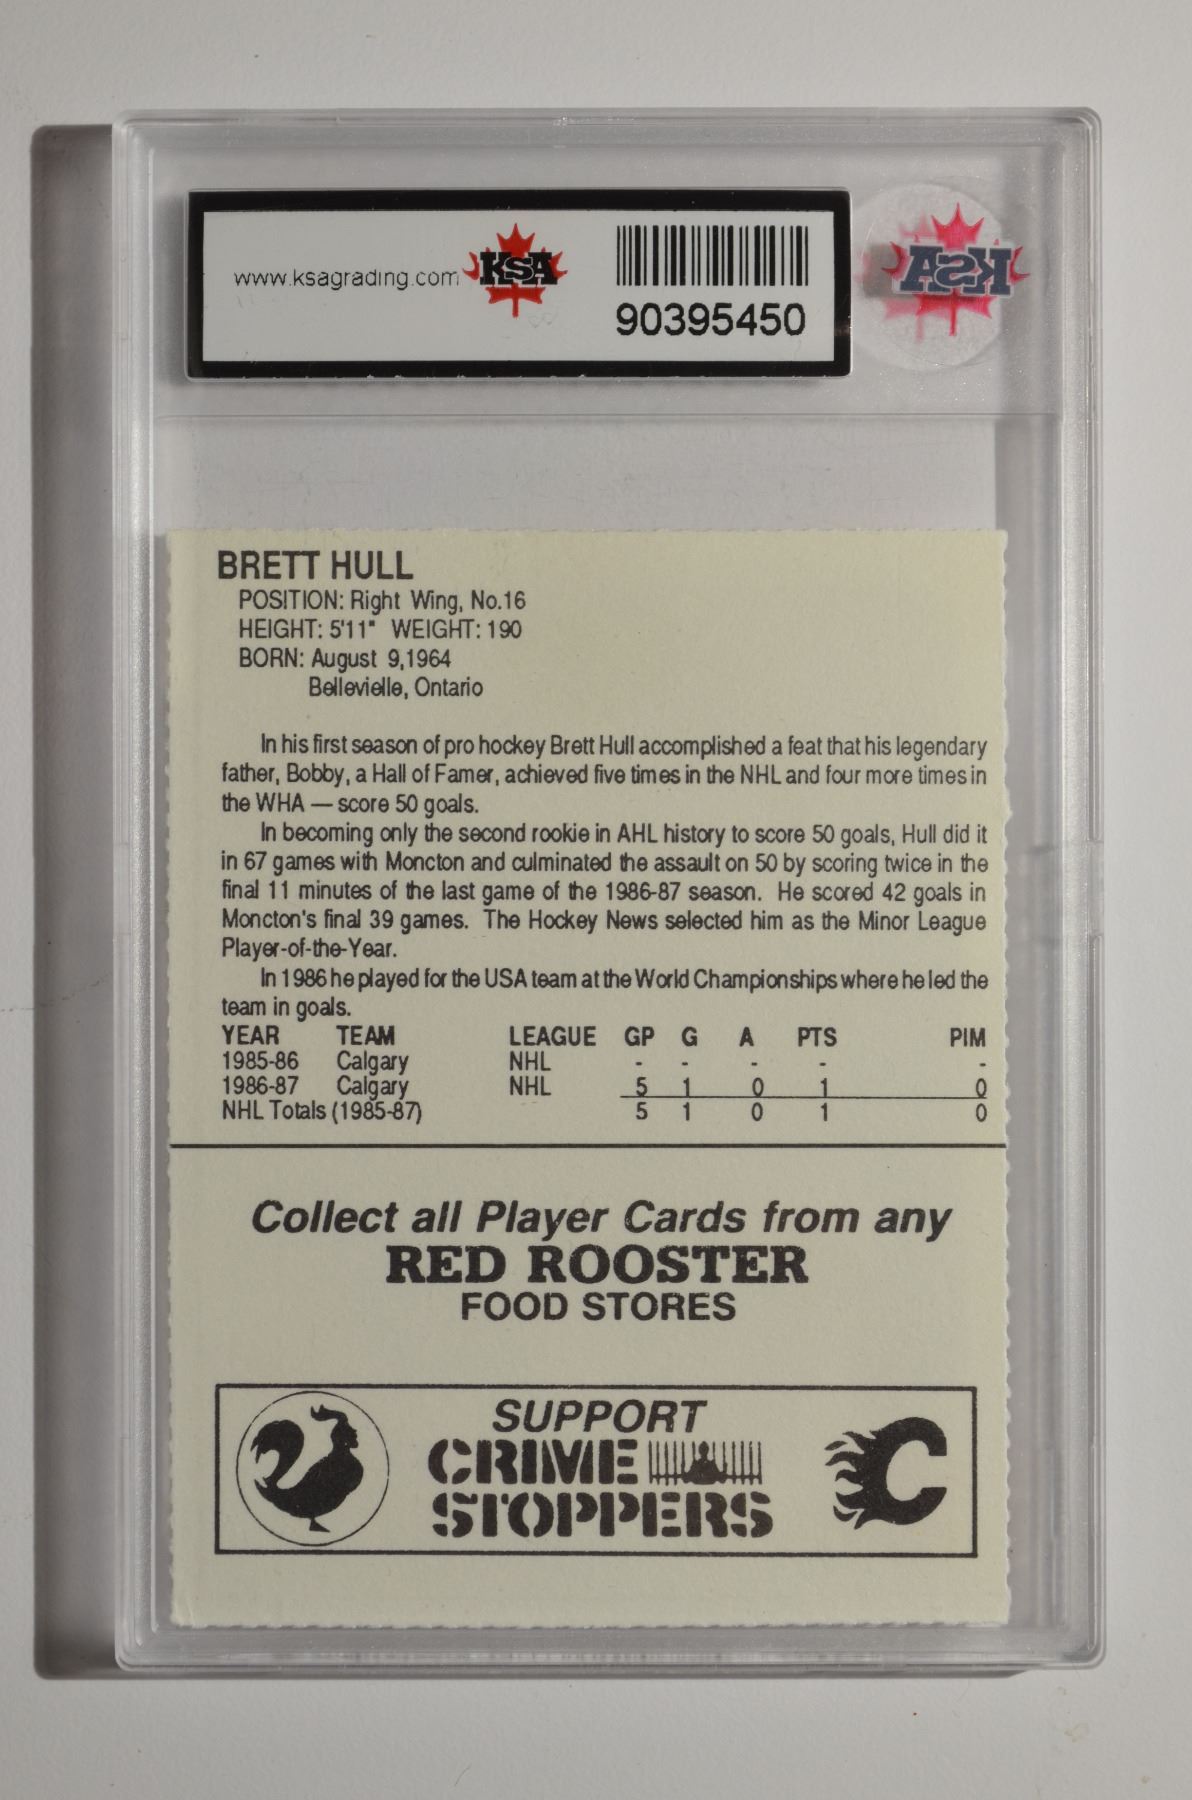 www.ksagrading.com
KSA
90395450
KSA
BRETT HULL
POSITION: Right Wing, No.16
HEIGHT: 5'11" WEIGHT: 190
BORN: August 9,1964
Bellevielle, Ontario
In his first season of pro hockey Brett Hull accomplished a feat that his legendary
father, Bobby, a Hall of Famer, achieved five times in the NHL and four more times in
the WHA — score 50 goals.
In becoming only the second rookie in AHL history to score 50 goals, Hull did it
in 67 games with Moncton and culminated the assault on 50 by scoring twice in the
final 11 minutes of the last game of the 1986-87 season. He scored 42 goals in
Moncton's final 39 games. The Hockey News selected him as the Minor League
Player-of-the-Year.
In 1986 he played for the USA team at the World Championships where he led the
team in goals.
YEAR TEAM LEAGUE GP G A PTS PIM
1985-86 Calgary NHL - - - - -
1986-87 Calgary NHL 5 1 0 1 0
NHL Totals (1985-87) 5 1 0 1 0
Collect all Player Cards from any
RED ROOSTER
FOOD STORES
SUPPORT
CRIME
STOPPERS
C